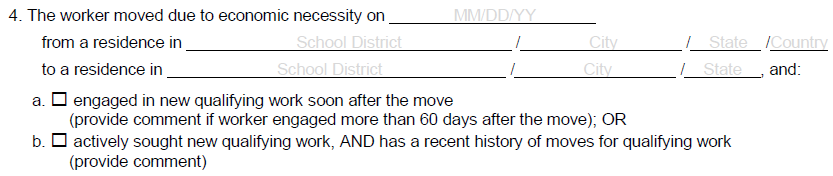 4. The worker moved due to economic necessity on MM/DD/YY
from a residence in School District / City / State /Country
to a residence in School District / City / State , and:
a. ☐ engaged in new qualifying work soon after the move
(provide comment if worker engaged more than 60 days after the move); OR
b. ☐ actively sought new qualifying work, AND has a recent history of moves for qualifying work
(provide comment)